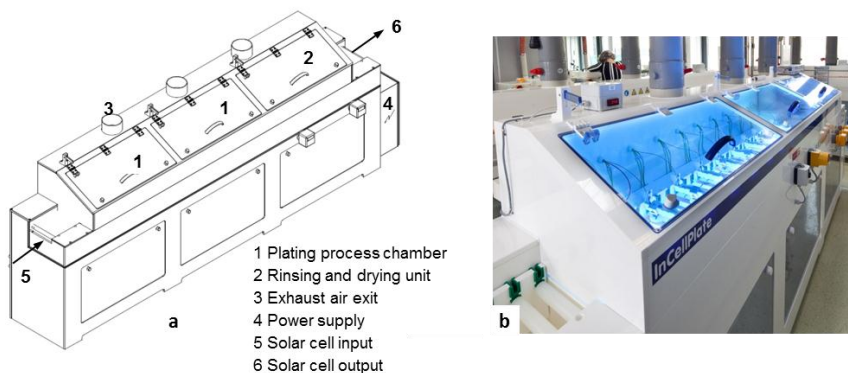 6
2
3
1
4
1
5
1 Plating process chamber
2 Rinsing and drying unit
3 Exhaust air exit
4 Power supply
5 Solar cell input
6 Solar cell output
a
InCellPlate
b